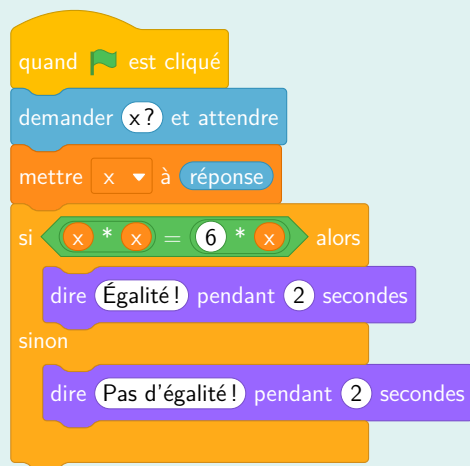 quand est cliqué
demander x ? et attendre
mettre x à réponse
si x * x = 6 * x alors
dire Égalité ! pendant 2 secondes
sinon
dire Pas d'égalité ! pendant 2 secondes